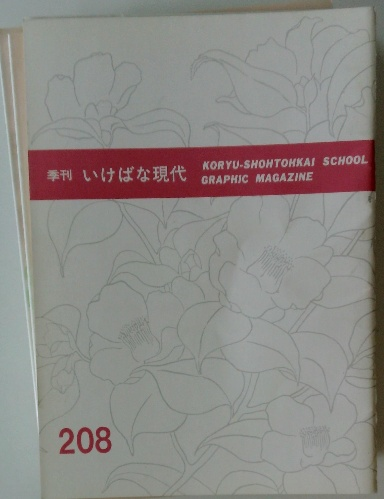 季刊 いけばな現代
KORYU-SHOHTOHKAI SCHOOL
GRAPHIC MAGAZINE
208